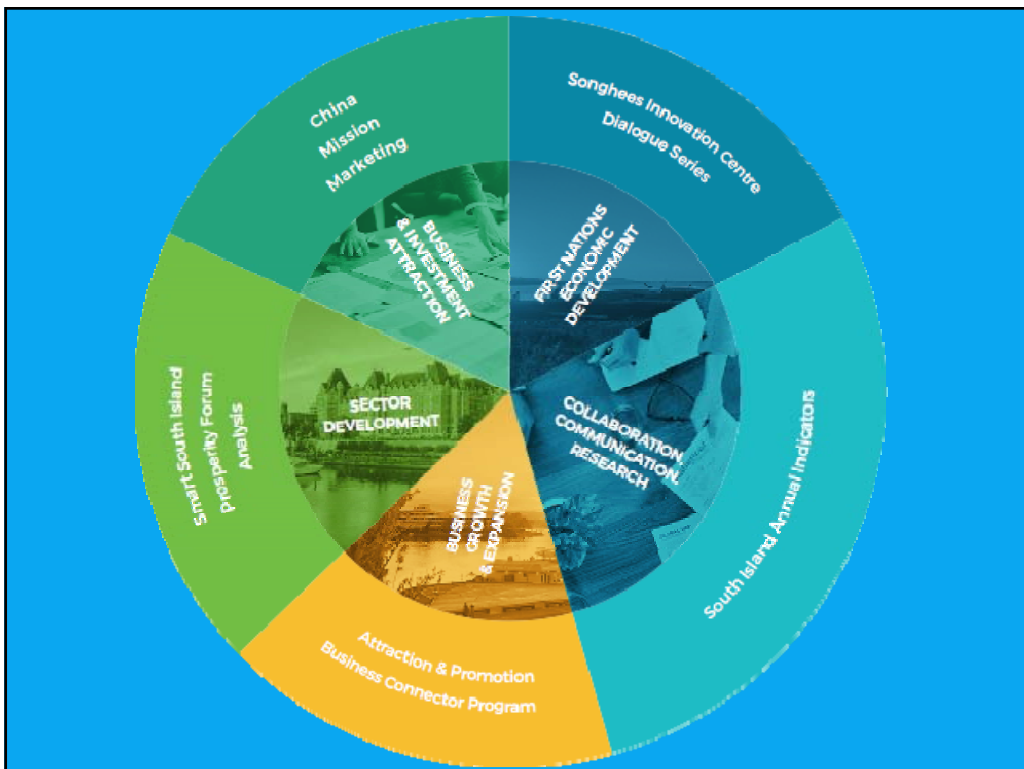 China
Mission
Marketing
BUSINESS
& INVESTMENT
ATTRACTION
Songhees Innovation Centre
Dialogue Series
FIRST NATIONS
ECONOMIC
DEVELOPMENT
South Island Annual Indicators
COLLABORATION,
COMMUNICATION,
RESEARCH
Attraction & Promotion
Business Connector Program
BUSINESS
GROWTH
& EXPANSION
Smart South Island
Prosperity Forum
Analysis
SECTOR
DEVELOPMENT